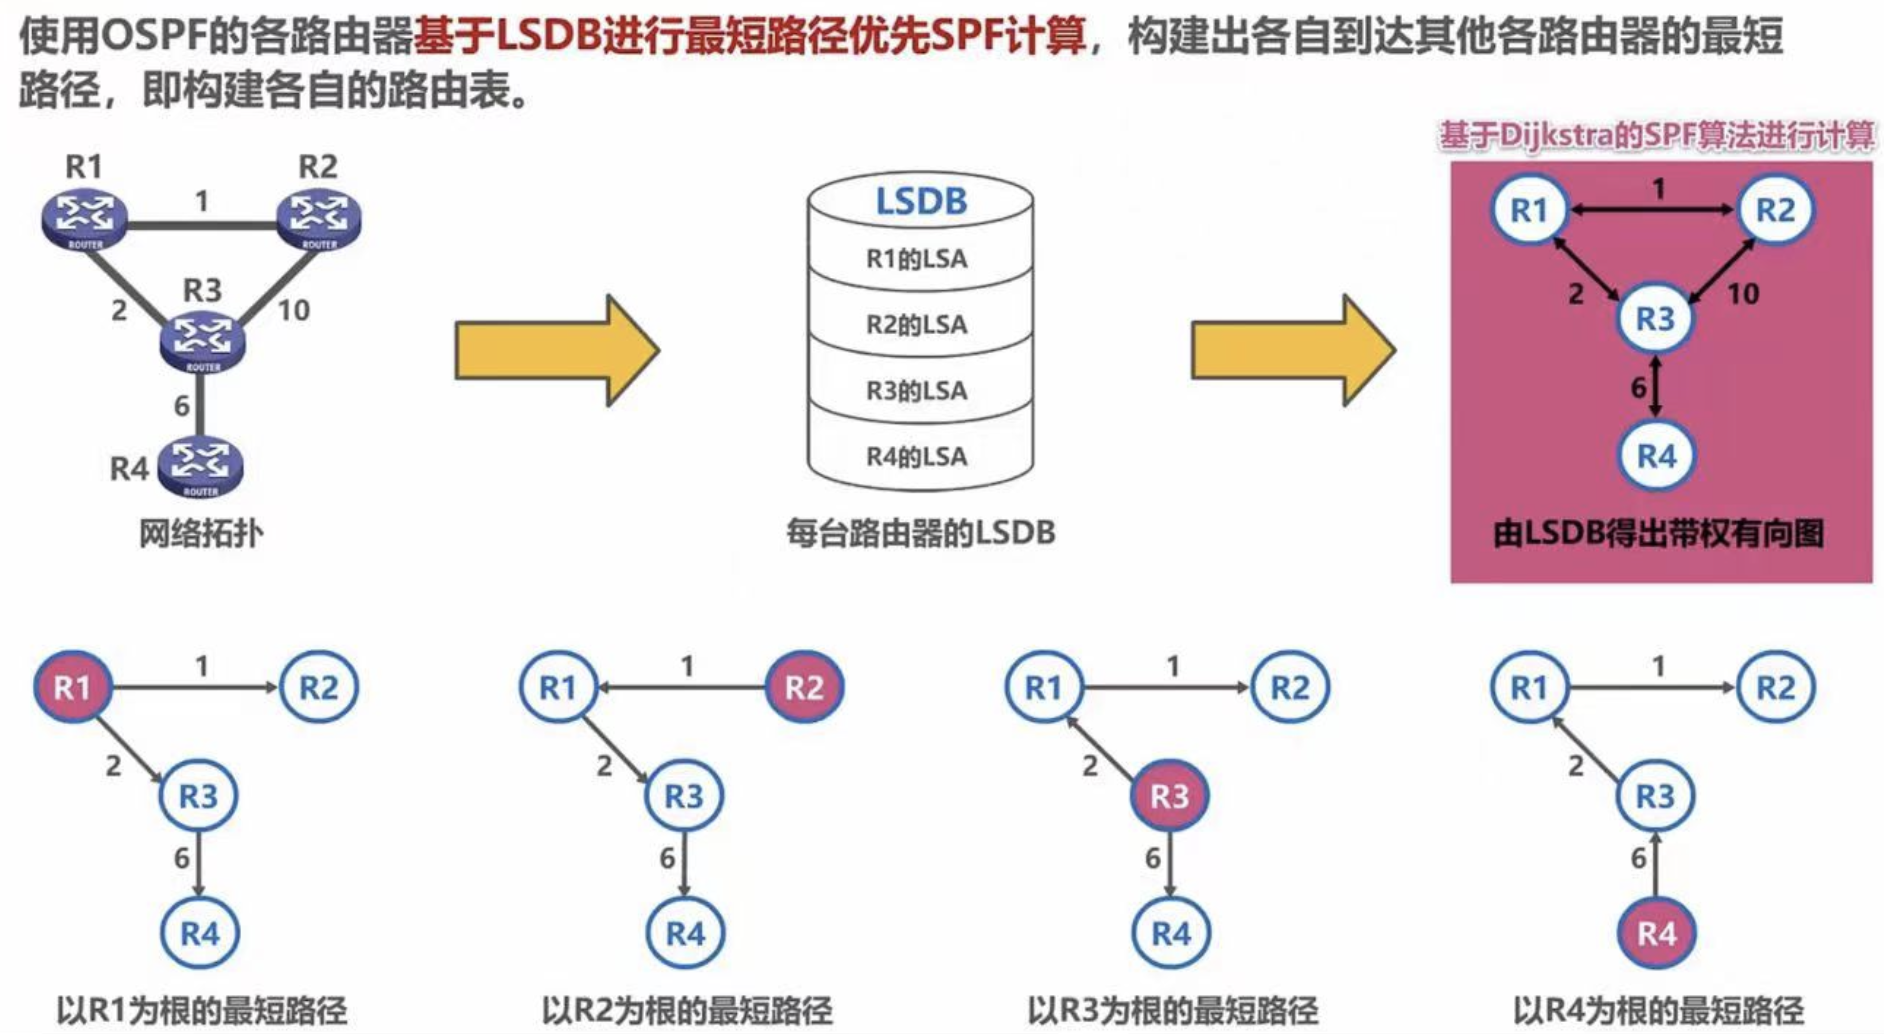 使用OSPF的各路由器基于LSDB进行最短路径优先SPF计算，构建出各自到达其他各路由器的最短
路径，即构建各自的路由表。
R1
R2
1
ROUTER
ROUTER
2
R3
10
ROUTER
6
R4
ROUTER
网络拓扑
LSDB
R1的LSA
R2的LSA
R3的LSA
R4的LSA
每台路由器的LSDB
基于Dijkstra的SPF算法进行计算
R1
1
R2
2
10
R3
6
R4
由LSDB得出带权有向图
R1
1
R2
2
R3
6
R4
以R1为根的最短路径
R1
1
R2
2
R3
6
R4
以R2为根的最短路径
R1
1
R2
2
R3
6
R4
以R3为根的最短路径
R1
1
R2
2
R3
6
R4
以R4为根的最短路径